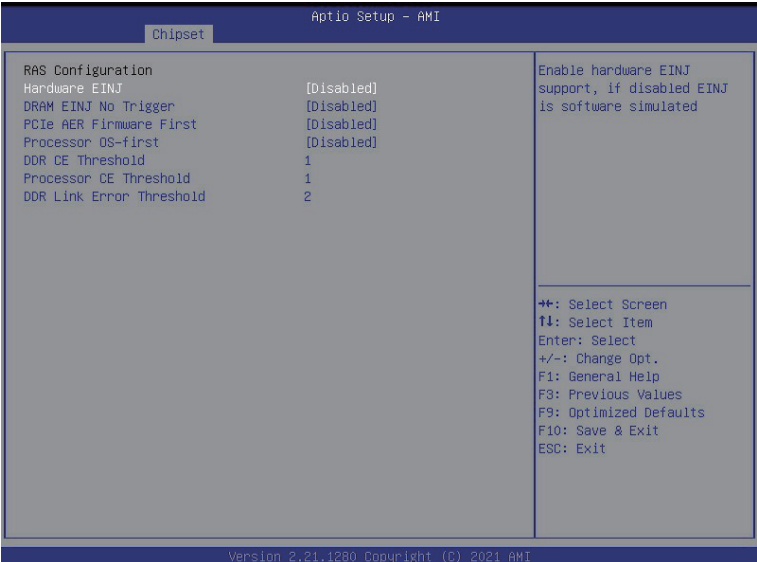 Aptio Setup – AMI
Chipset
RAS Configuration
Hardware EINJ [Disabled]
DRAM EINJ No Trigger [Disabled]
PCIe AER Firmware First [Disabled]
Processor OS-first [Disabled]
DDR CE Threshold 1
Processor CE Threshold 1
DDR Link Error Threshold 2
Enable hardware EINJ
support, if disabled EINJ
is software simulated
→←: Select Screen
↑↓: Select Item
Enter: Select
+/-: Change Opt.
F1: General Help
F3: Previous Values
F9: Optimized Defaults
F10: Save & Exit
ESC: Exit
Version 2.21.1280 Copyright (C) 2021 AMI